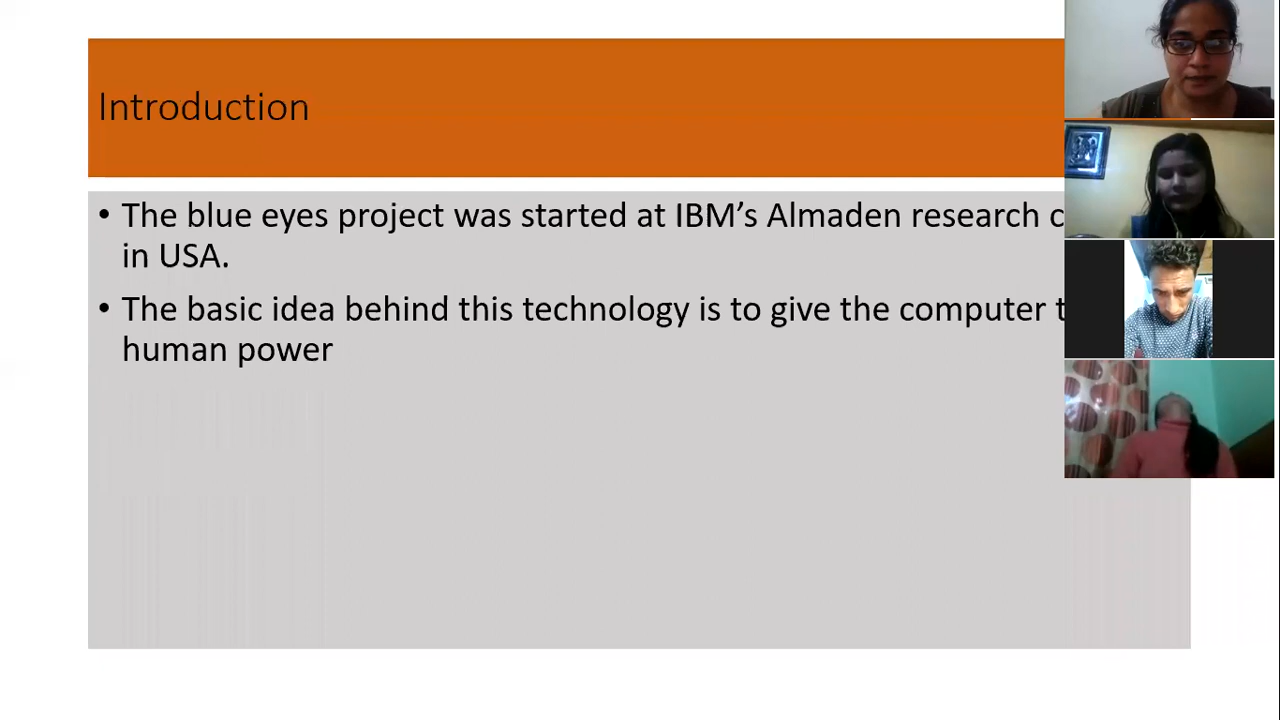 Introduction
• The blue eyes project was started at IBM’s Almaden research
in USA.
• The basic idea behind this technology is to give the computer
human power